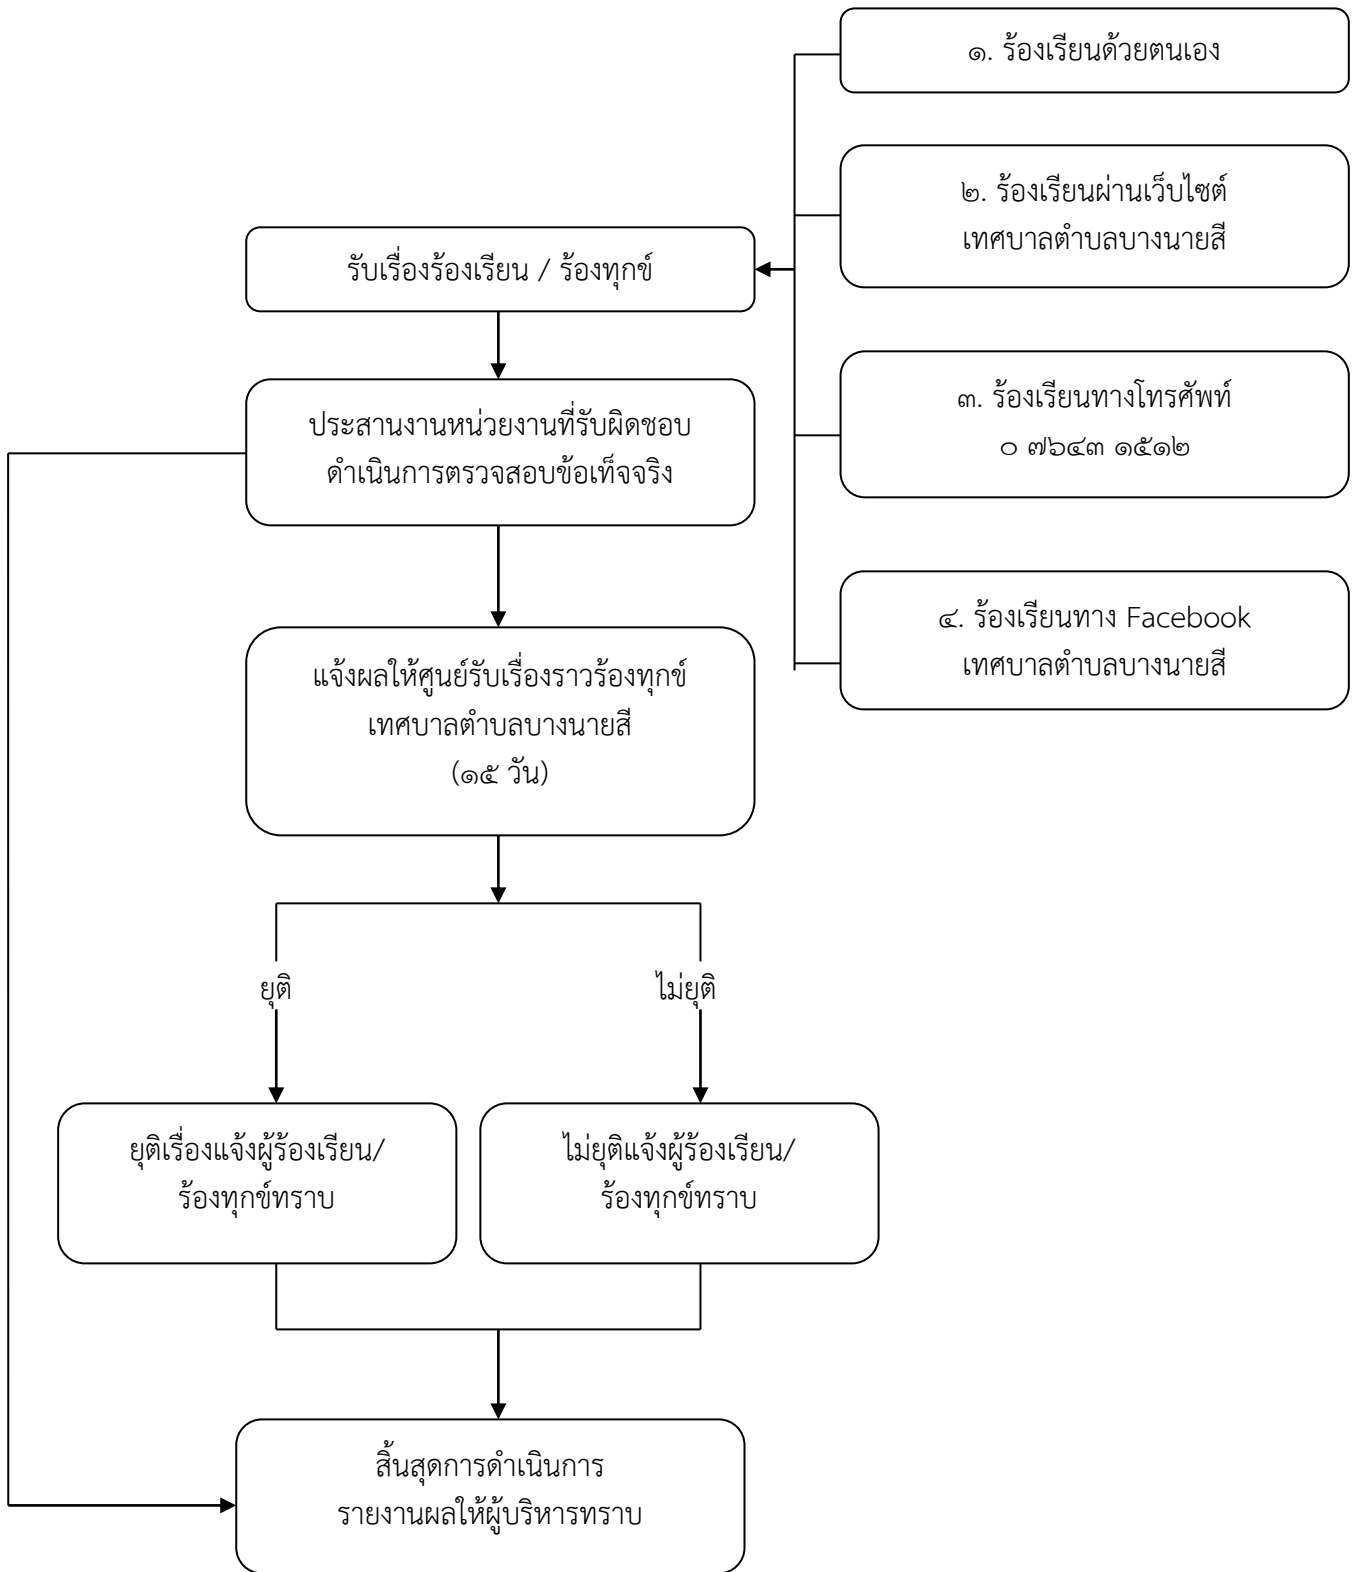 ๑. ร้องเรียนด้วยตนเอง
๒. ร้องเรียนผ่านเว็บไซต์
เทศบาลตำบลบางนายสี
รับเรื่องร้องเรียน / ร้องทุกข์
๓. ร้องเรียนทางโทรศัพท์
๐ ๗๖๔๓ ๑๕๑๒
ประสานงานหน่วยงานที่รับผิดชอบ
ดำเนินการตรวจสอบข้อเท็จจริง
๔. ร้องเรียนทาง Facebook
เทศบาลตำบลบางนายสี
แจ้งผลให้ศูนย์รับเรื่องราวร้องทุกข์
เทศบาลตำบลบางนายสี
(๑๕ วัน)
ยุติ
ไม่ยุติ
ยุติเรื่องแจ้งผู้ร้องเรียน/
ร้องทุกข์ทราบ
ไม่ยุติแจ้งผู้ร้องเรียน/
ร้องทุกข์ทราบ
สิ้นสุดการดำเนินการ
รายงานผลให้ผู้บริหารทราบ